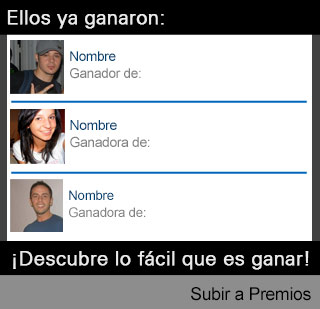 Ellos ya ganaron:
Nombre
Ganador de:
Nombre
Ganadora de:
Nombre
Ganadora de:
¡Descubre lo fácil que es ganar!
Subir a Premios